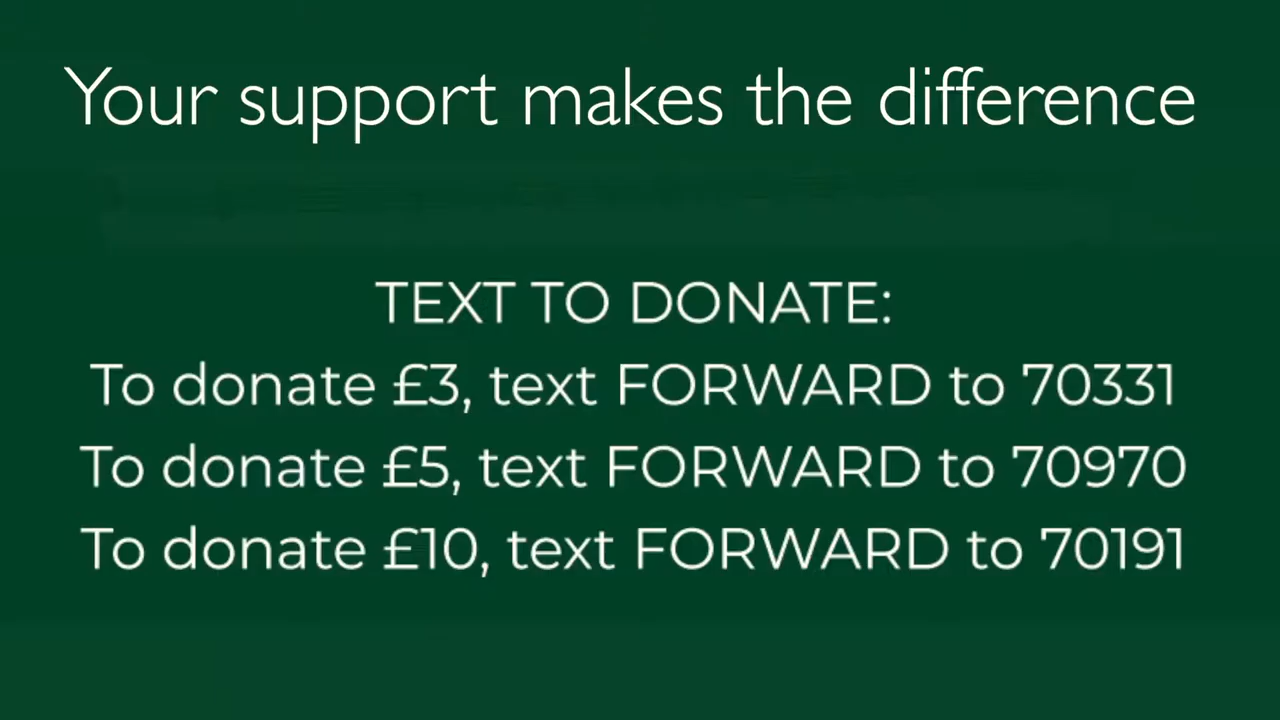 Your support makes the difference
TEXT TO DONATE:
To donate £3, text FORWARD to 70331
To donate £5, text FORWARD to 70970
To donate £10, text FORWARD to 70191